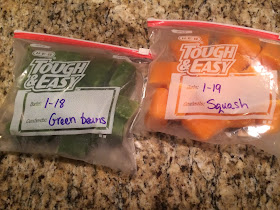 TOUGH
& EASY
Date: 1-18
Contents: Green beans
TOUGH
& EASY
Date: 1-19
Contents: Squash